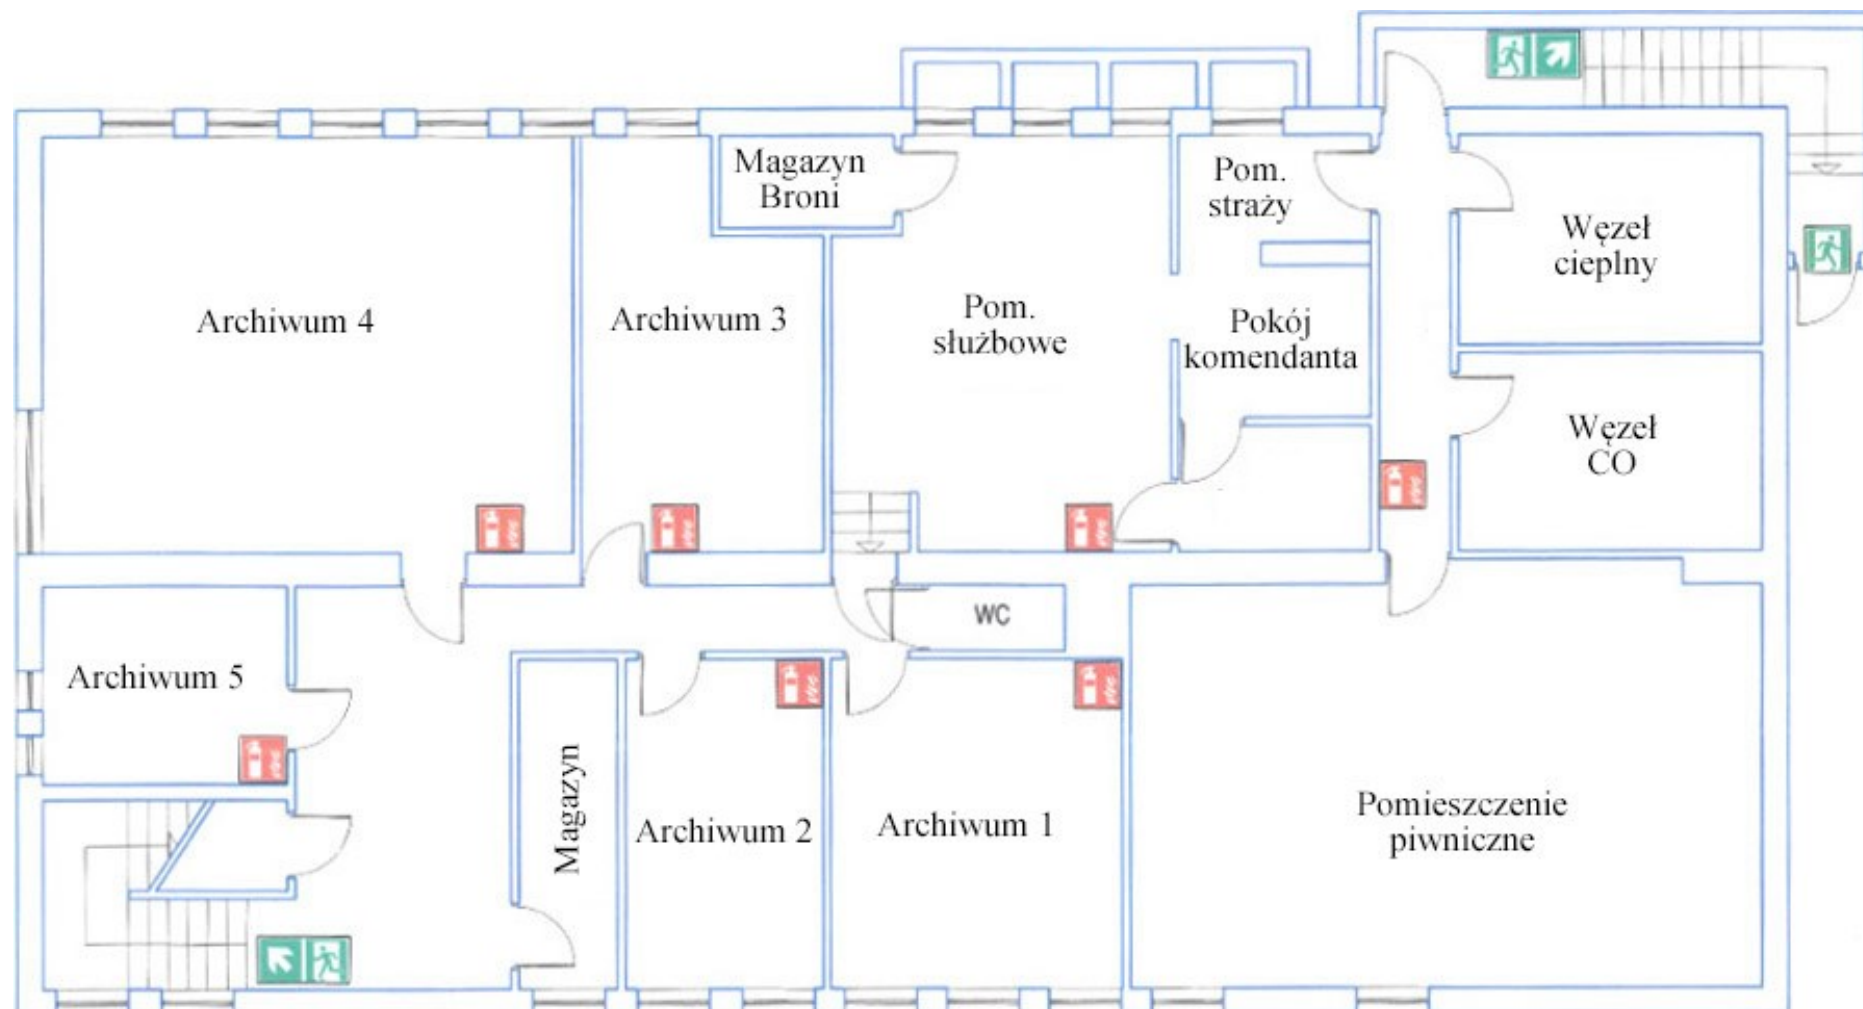 Magazyn
Broni
Pom.
straży
Węzeł
cieplny
Archiwum 4
Archiwum 3
Pom.
służbowe
Pokój
komendanta
Węzeł
CO
WC
Archiwum 5
Magazyn
Archiwum 2
Archiwum 1
Pomieszczenie
piwniczne